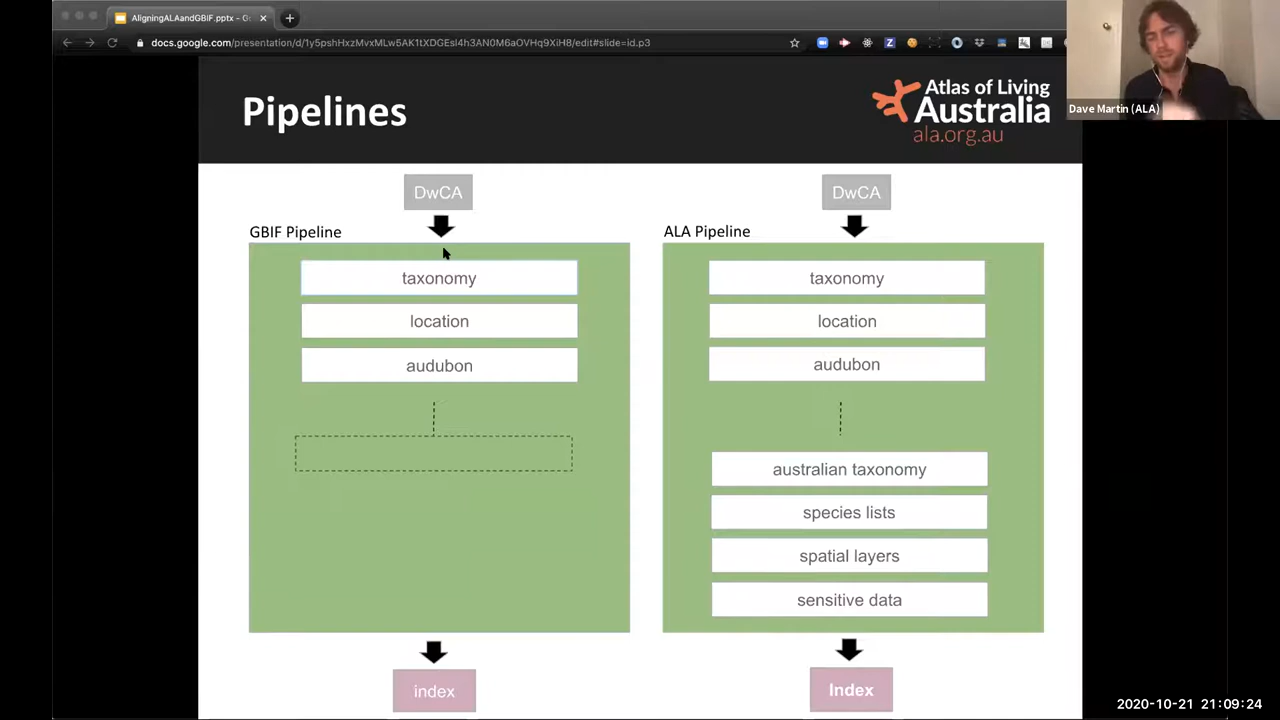 AligningALAandGBIF.pptx - G
docs.google.com/presentation/d/1y5pshHxzMvxMLw5AK1tXDGEsI4h3AN0M6aOVHq9XiH8/edit#slide=id.p3
Pipelines
Atlas of Living
Australia
ala.org.au
Dave Martin (ALA)
DwCA
DwCA
GBIF Pipeline
ALA Pipeline
taxonomy
taxonomy
location
location
audubon
audubon
australian taxonomy
species lists
spatial layers
sensitive data
index
Index
2020-10-21 21:09:24